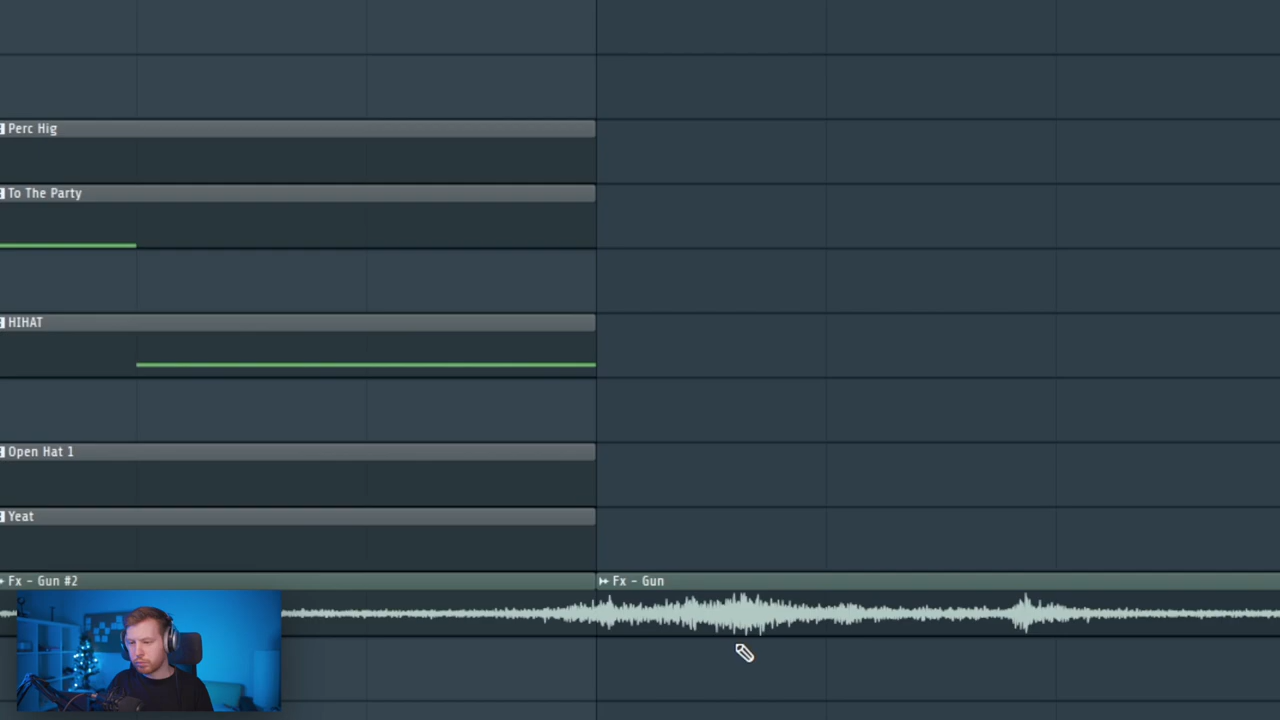 Perc Hig
To The Party
HIHAT
Open Hat 1
Yeat
Fx - Gun #2
Fx - Gun